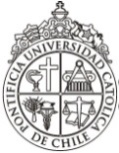 PONTIFICIA UNIVERSIDAD CATOLICA
DE CHILE